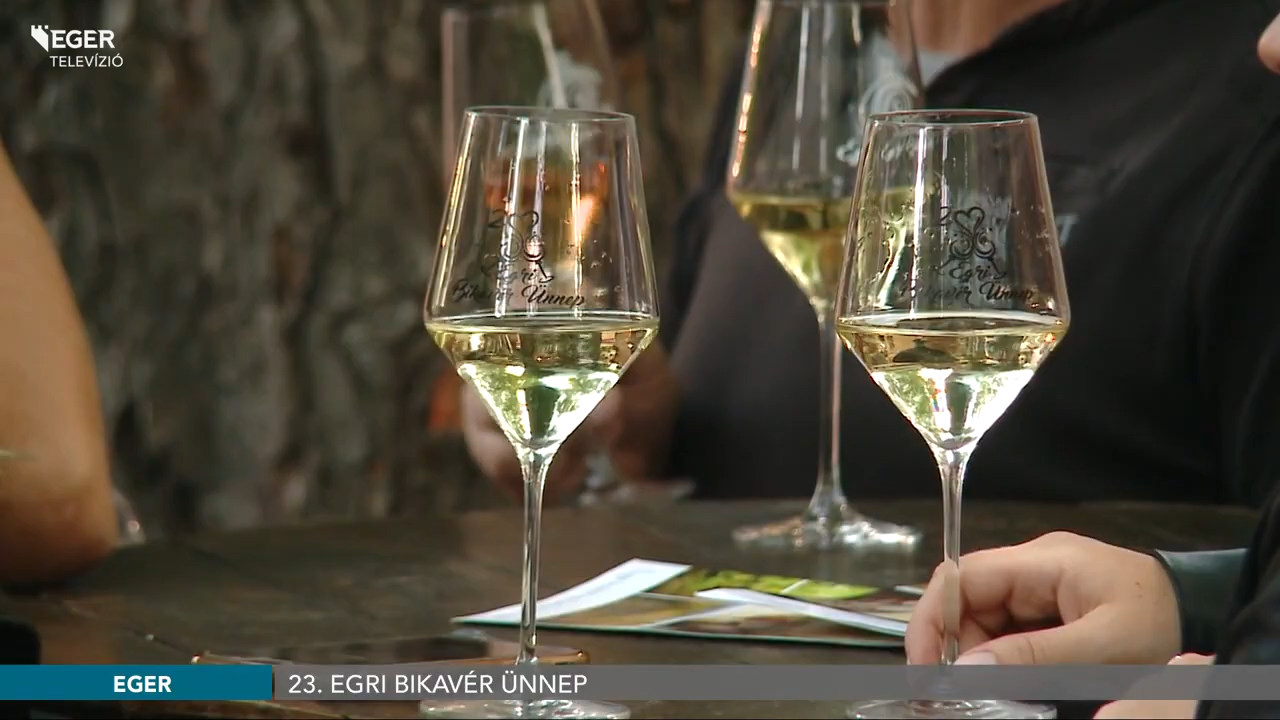 EGER
TELEVÍZIÓ
Egri
Bikavér Ünnep
Egri
Bikavér Ünnep
EGER
23. EGRI BIKAVÉR ÜNNEP